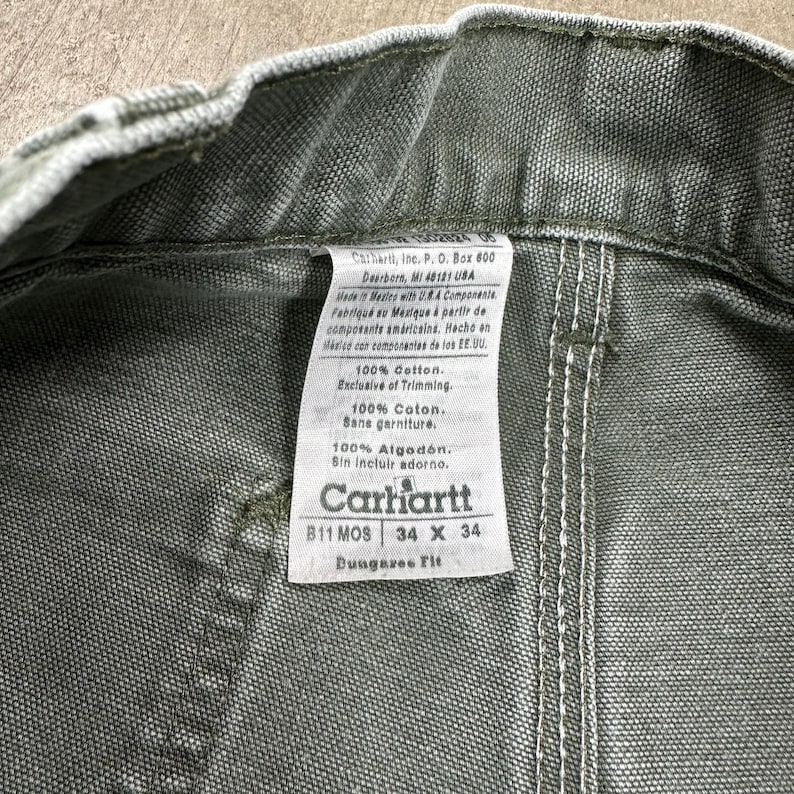 Carhartt, Inc. P. O. Box 600
Dearborn, MI 48121 USA
Made in Mexico with U.S.A Components.
Fabriqué au Mexique à partir de
composants américains. Hecho en
México con componentes de los EE.UU.
100% Cotton.
Exclusive of Trimming.
100% Coton.
Sans garniture.
100% Algodón.
Sin incluir adorno.
Carhartt
B11 MOS 34 X 34
Dungaree Fit